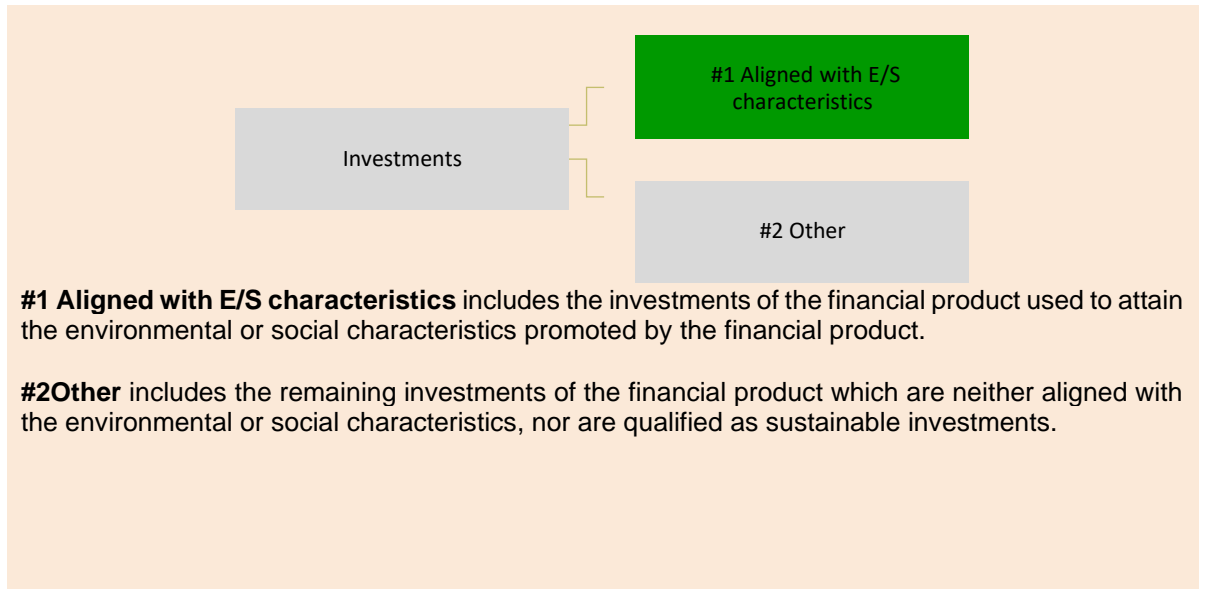 #1 Aligned with E/S
characteristics
Investments
#2 Other
#1 Aligned with E/S characteristics includes the investments of the financial product used to attain
the environmental or social characteristics promoted by the financial product.
#2Other includes the remaining investments of the financial product which are neither aligned with
the environmental or social characteristics, nor are qualified as sustainable investments.